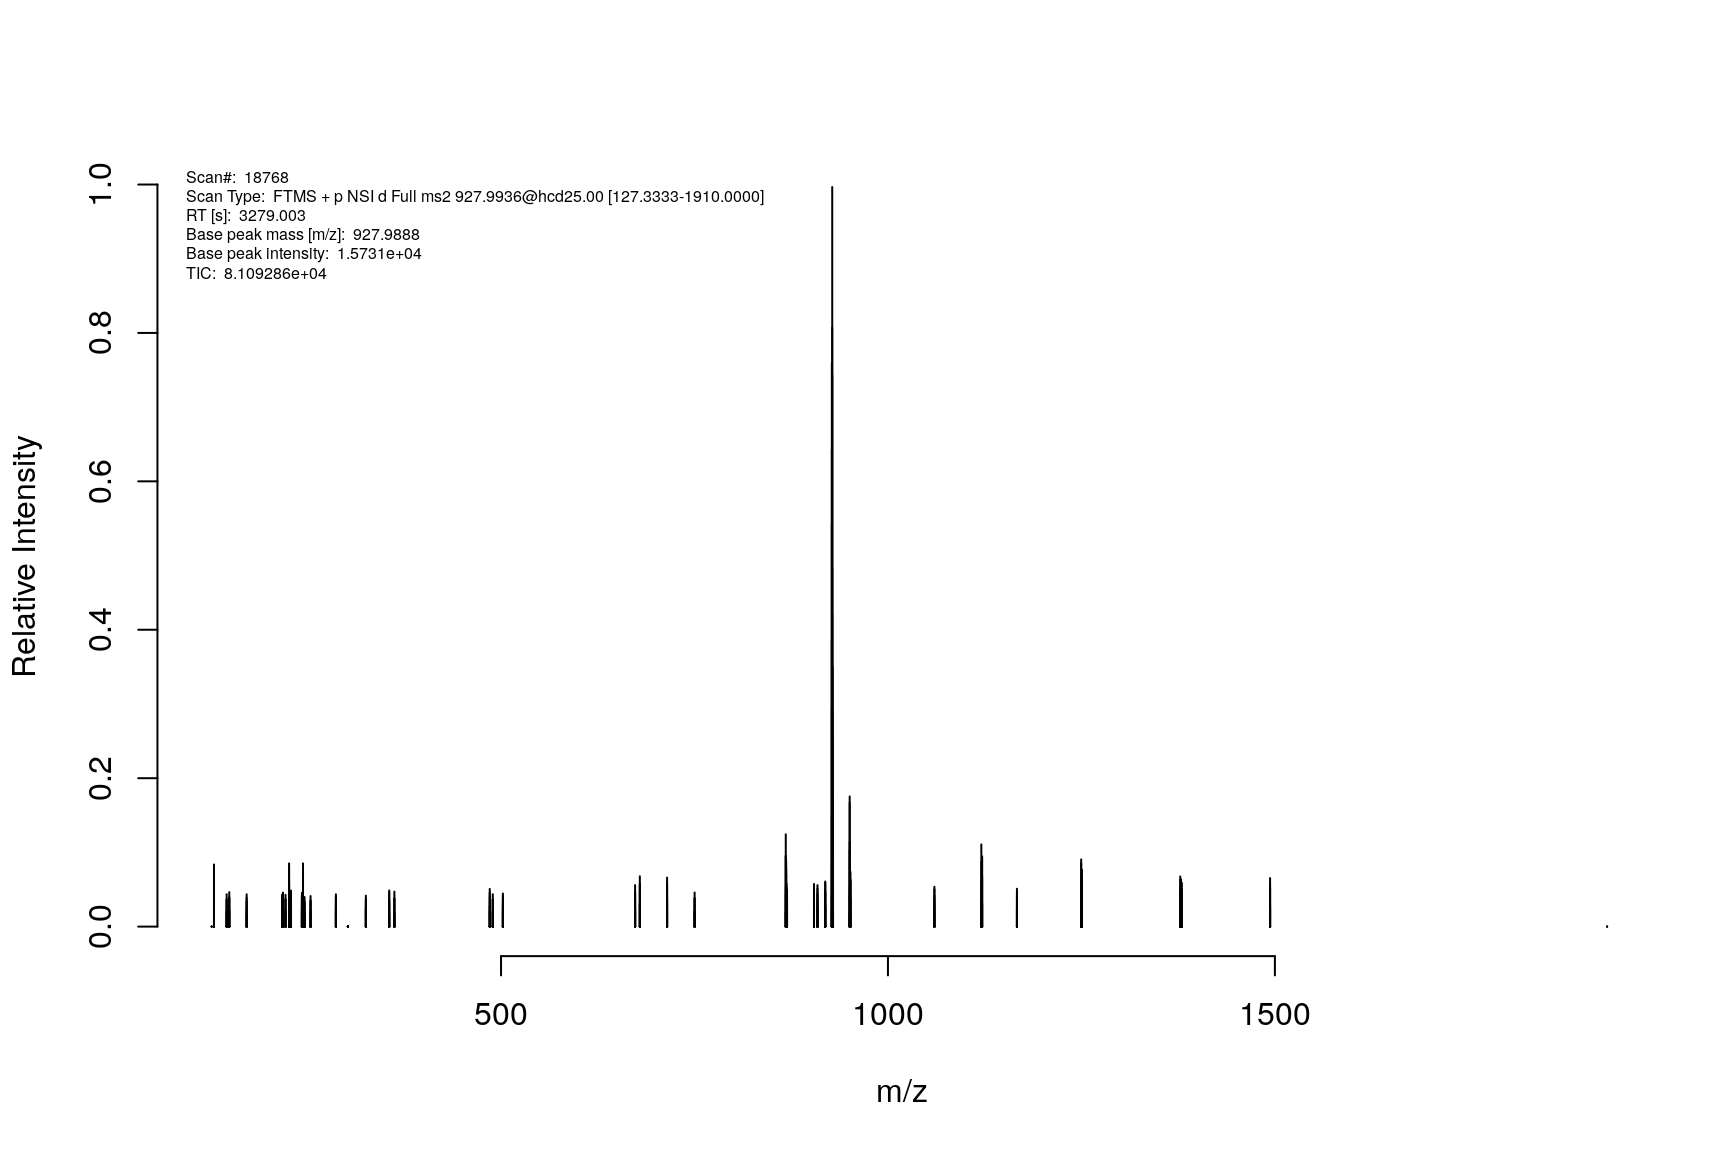 Scan#: 18768
Scan Type: FTMS + p NSI d Full ms2 927.9936@hcd25.00 [127.3333-1910.0000]
RT [s]: 3279.003
Base peak mass [m/z]: 927.9888
Base peak intensity: 1.5731e+04
TIC: 8.109286e+04
1.0
0.8
0.6
0.4
0.2
0.0
Relative Intensity
500 1000 1500
m/z